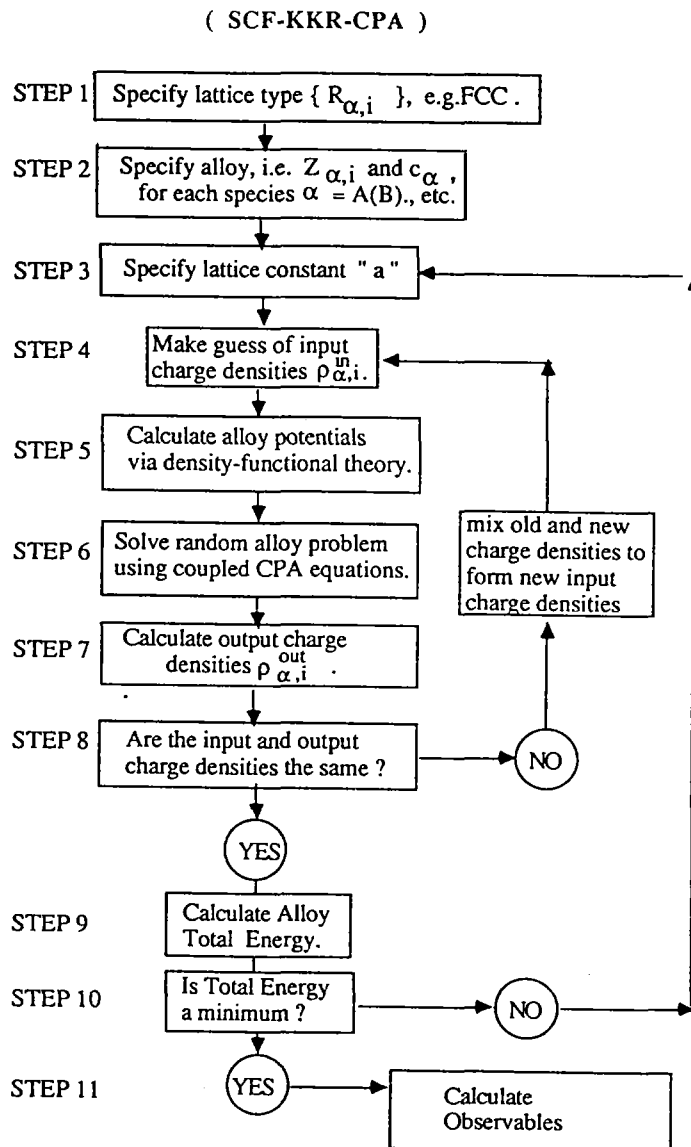 ( SCF-KKR-CPA )
STEP 1
Specify lattice type { R α,i }, e.g.FCC .
STEP 2
Specify alloy, i.e. Z α,i and c α ,
for each species α = A(B)., etc.
STEP 3
Specify lattice constant " a "
STEP 4
Make guess of input
charge densities ρ in α,i .
STEP 5
Calculate alloy potentials
via density-functional theory.
STEP 6
Solve random alloy problem
using coupled CPA equations.
mix old and new
charge densities to
form new input
charge densities
STEP 7
Calculate output charge
densities ρ out α,i .
STEP 8
Are the input and output
charge densities the same ?
NO
YES
STEP 9
Calculate Alloy
Total Energy.
STEP 10
Is Total Energy
a minimum ?
NO
STEP 11
YES
Calculate
Observables